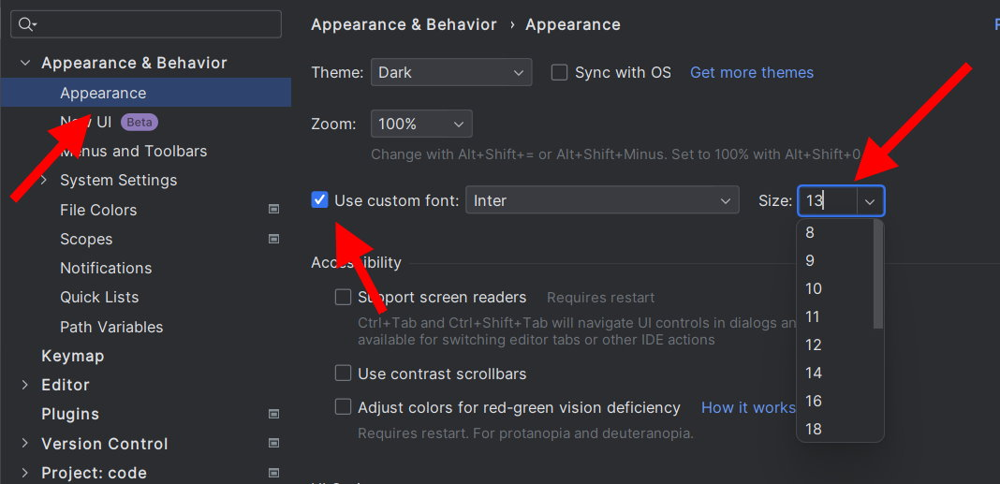 Appearance & Behavior › Appearance
Appearance & Behavior
Appearance
New UI Beta
Menus and Toolbars
System Settings
File Colors
Scopes
Notifications
Quick Lists
Path Variables
Keymap
Editor
Plugins
Version Control
Project: code
Theme: Dark Sync with OS Get more themes
Zoom: 100%
Change with Alt+Shift+= or Alt+Shift+Minus. Set to 100% with Alt+Shift+0
Use custom font: Inter Size: 13
8
9
10
11
12
14
16
18
Accessibility
Support screen readers Requires restart
Ctrl+Tab and Ctrl+Shift+Tab will navigate UI controls in dialogs an
available for switching editor tabs or other IDE actions
Use contrast scrollbars
Adjust colors for red-green vision deficiency How it works
Requires restart. For protanopia and deuteranopia.